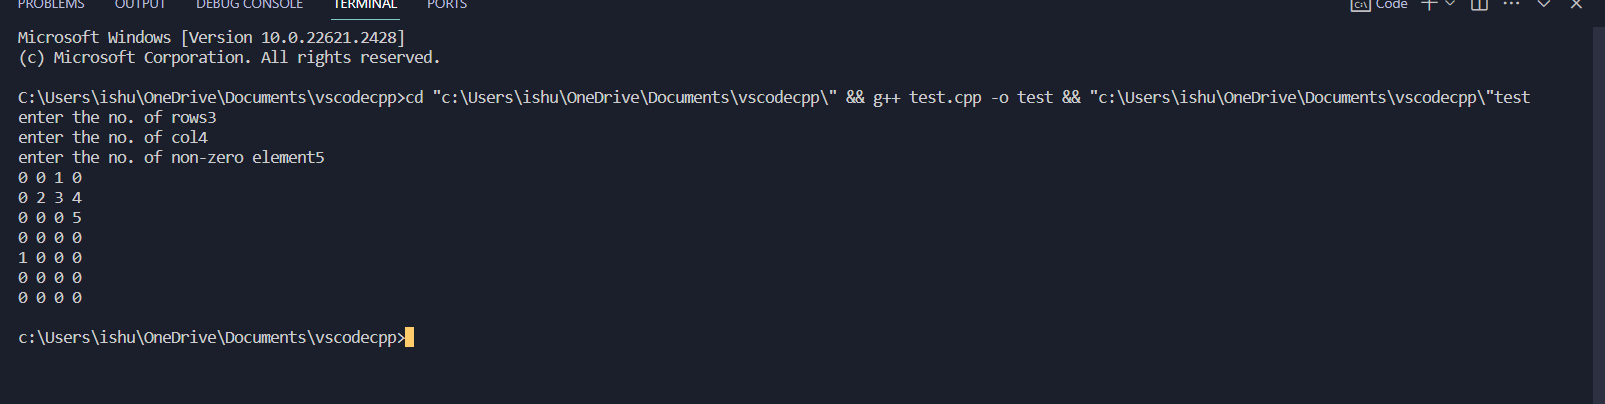 PROBLEMS OUTPUT DEBUG CONSOLE TERMINAL PORTS Code
Microsoft Windows [Version 10.0.22621.2428]
(c) Microsoft Corporation. All rights reserved.
C:\Users\ishu\OneDrive\Documents\vscodecpp>cd "c:\Users\ishu\OneDrive\Documents\vscodecpp\" && g++ test.cpp -o test && "c:\Users\ishu\OneDrive\Documents\vscodecpp\"test
enter the no. of rows3
enter the no. of col4
enter the no. of non-zero element5
0 0 1 0
0 2 3 4
0 0 0 5
0 0 0 0
1 0 0 0
0 0 0 0
0 0 0 0
c:\Users\ishu\OneDrive\Documents\vscodecpp>